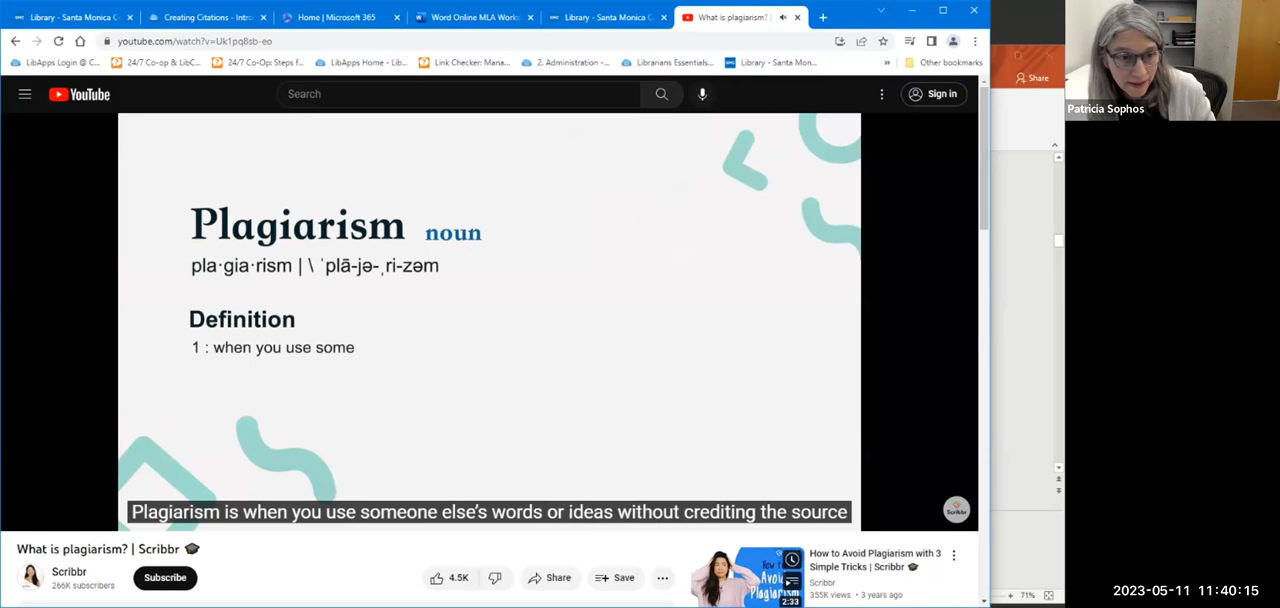 Library - Santa Monica C
Creating Citations - Intro
Home | Microsoft 365
Word Online MLA Works
Library - Santa Monica C
What is plagiarism? |
youtube.com/watch?v=Uk1pq8sb-eo
LibApps Login @ C...
24/7 Co-op & LibC...
24/7 Co-Op: Steps f...
LibApps Home - Lib...
Link Checker: Mana...
2. Administration -...
Librarians Essentials...
Library - Santa Mon...
»
Other bookmarks
YouTube
Search
Sign in
Share
Patricia Sophos
Plagiarism noun
pla·gia·rism | \ ˈplā-jə-ˌri-zəm
Definition
1 : when you use some
Plagiarism is when you use someone else's words or ideas without crediting the source
Scribbr
What is plagiarism? | Scribbr 🎓
Scribbr
266K subscribers
Subscribe
4.5K
Share
Save
How to Avoid Plagiarism with 3
Simple Tricks | Scribbr 🎓
Scribbr
355K views • 3 years ago
How to
Avoid
Plagiarism
2:33
71%
2023-05-11 11:40:15